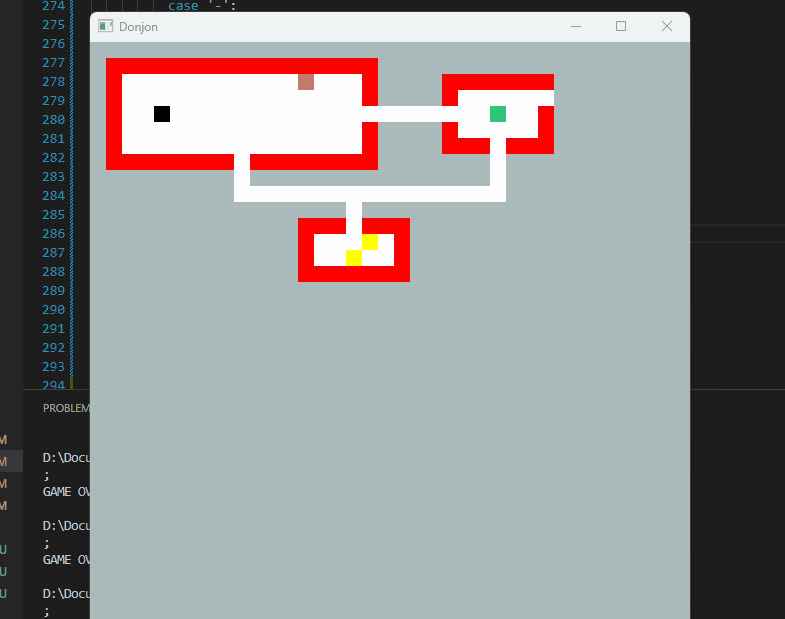 274 case '-':
Donjon
275
276
277
278
279
280
281
282
283
284
285
286
287
288
289
290
291
292
293
294
PROBLEM
M
D:\Docu
M
;
M
GAME OV
M
D:\Docu
;
U
GAME OV
U
D:\Docu
U
;